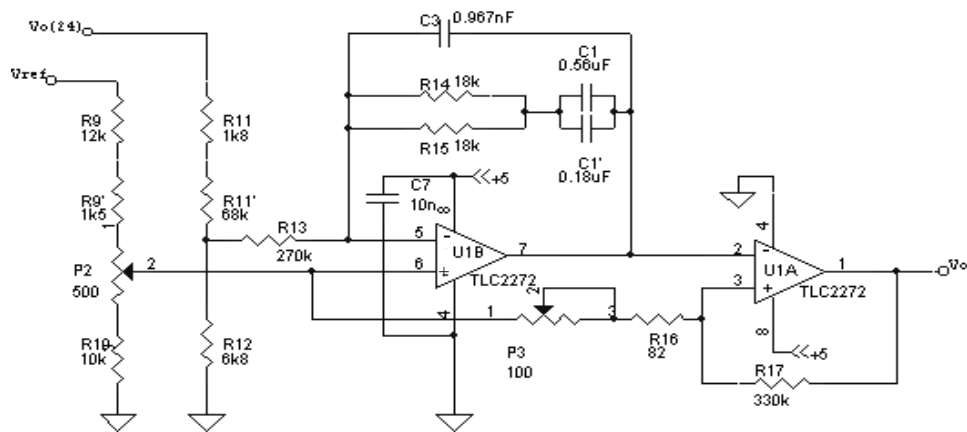 Vo(24)
Vref
C3 0.967nF
C1
0.56uF
R9
12k
R11
1k8
R14 18k
R15 18k
C1'
0.18uF
R9'
1k5
1
R11'
68k
C7
10n
8
+5
R13
270k
5
-
U1B
7
6
+
TLC2272
4
P2
500
2
R10
10k
3
R12
6k8
1
2
3
P3
100
R16
82
4
2
-
U1A
1
3
+
TLC2272
8
+5
Vo
R17
330k